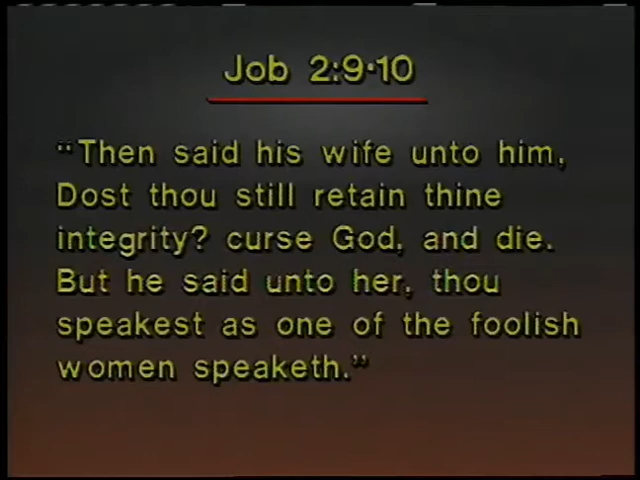 Job 2:9-10
"Then said his wife unto him,
Dost thou still retain thine
integrity? curse God, and die.
But he said unto her, thou
speakest as one of the foolish
women speaketh."